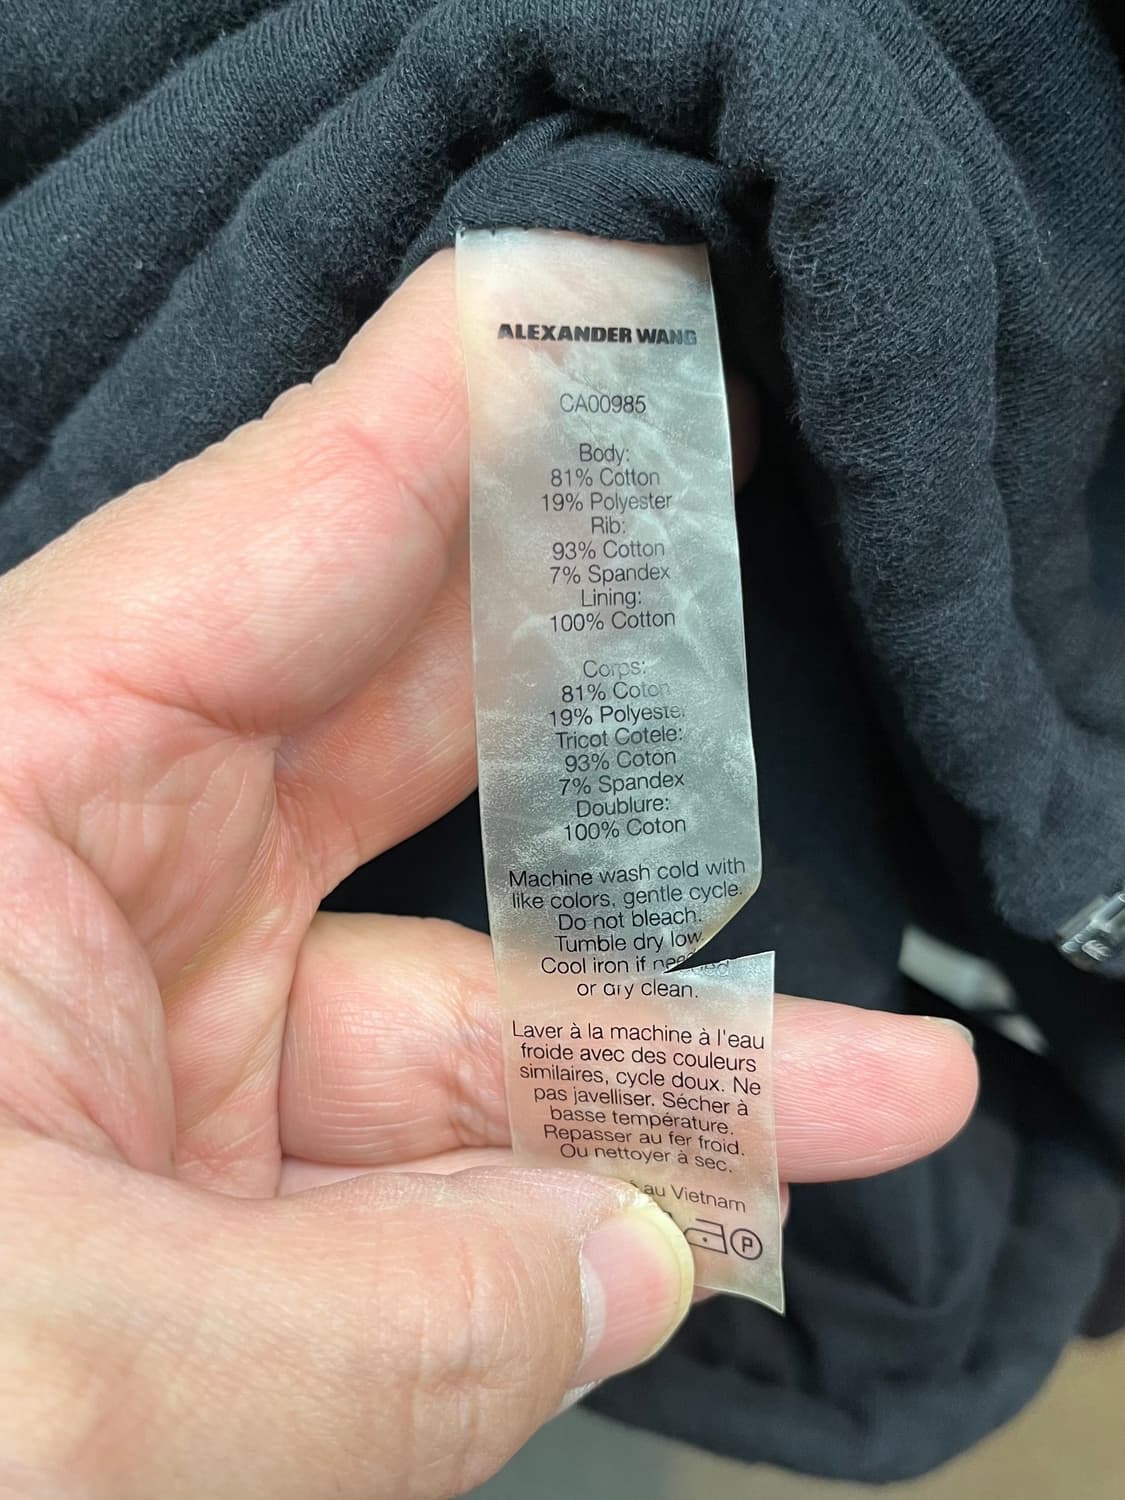 ALEXANDER WANG
CA00985
Body:
81% Cotton
19% Polyester
Rib:
93% Cotton
7% Spandex
Lining:
100% Cotton
Corps:
81% Coton
19% Polyester
Tricot Cotele:
93% Coton
7% Spandex
Doublure:
100% Coton
Machine wash cold with
like colors, gentle cycle.
Do not bleach.
Tumble dry low.
Cool iron if needed
or dry clean.
Laver à la machine à l'eau
froide avec des couleurs
similaires, cycle doux. Ne
pas javelliser. Sécher à
basse température.
Repasser au fer froid.
Ou nettoyer à sec.
au Vietnam
P